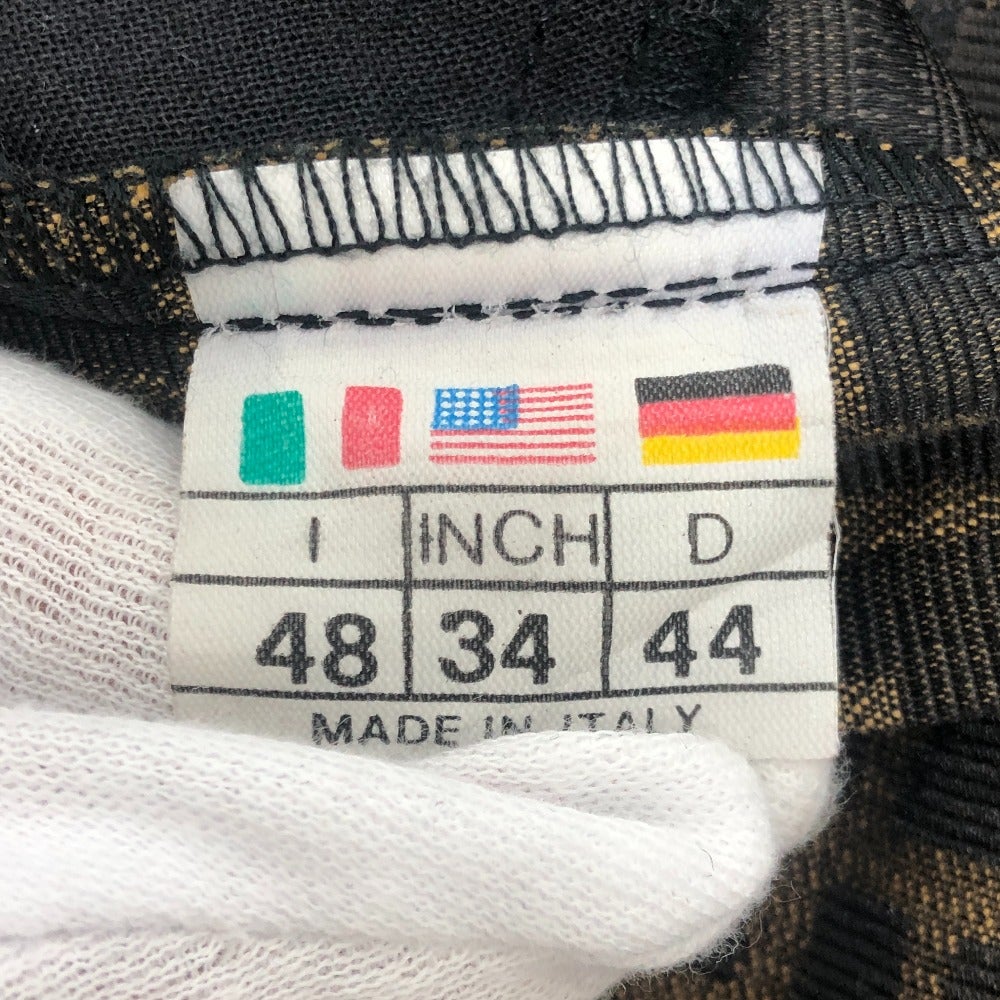 I INCH D
48 34 44
MADE IN ITALY